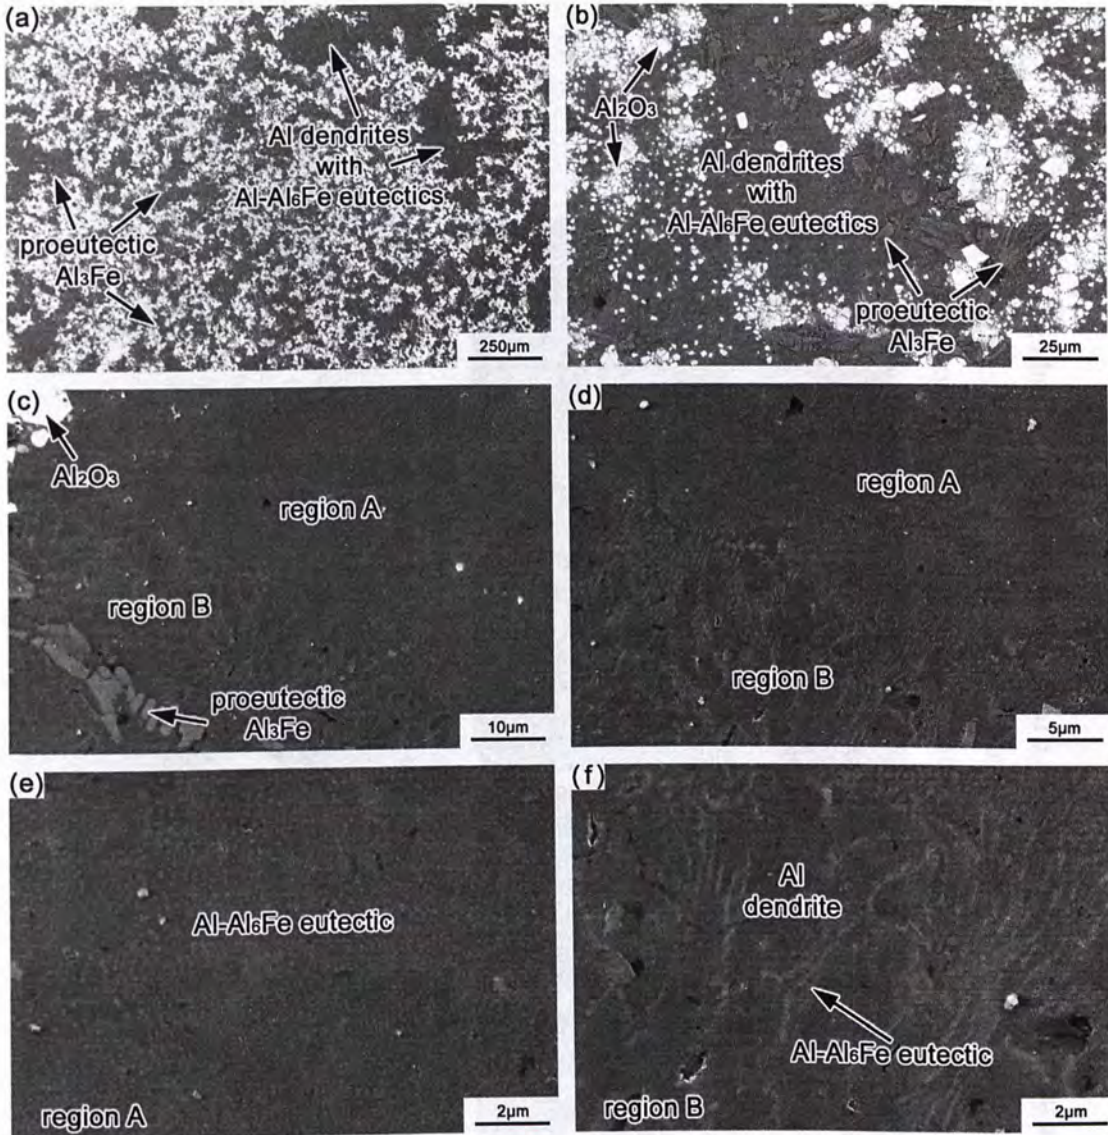 (a)
Al dendrites
with
Al-Al₆Fe eutectics
proeutectic
Al₃Fe
250μm
(b)
Al₂O₃
Al dendrites
with
Al-Al₆Fe eutectics
proeutectic
Al₃Fe
25μm
(c)
Al₂O₃
region A
region B
proeutectic
Al₃Fe
10μm
(d)
region A
region B
5μm
(e)
Al-Al₆Fe eutectic
region A
2μm
(f)
Al
dendrite
Al-Al₆Fe eutectic
region B
2μm